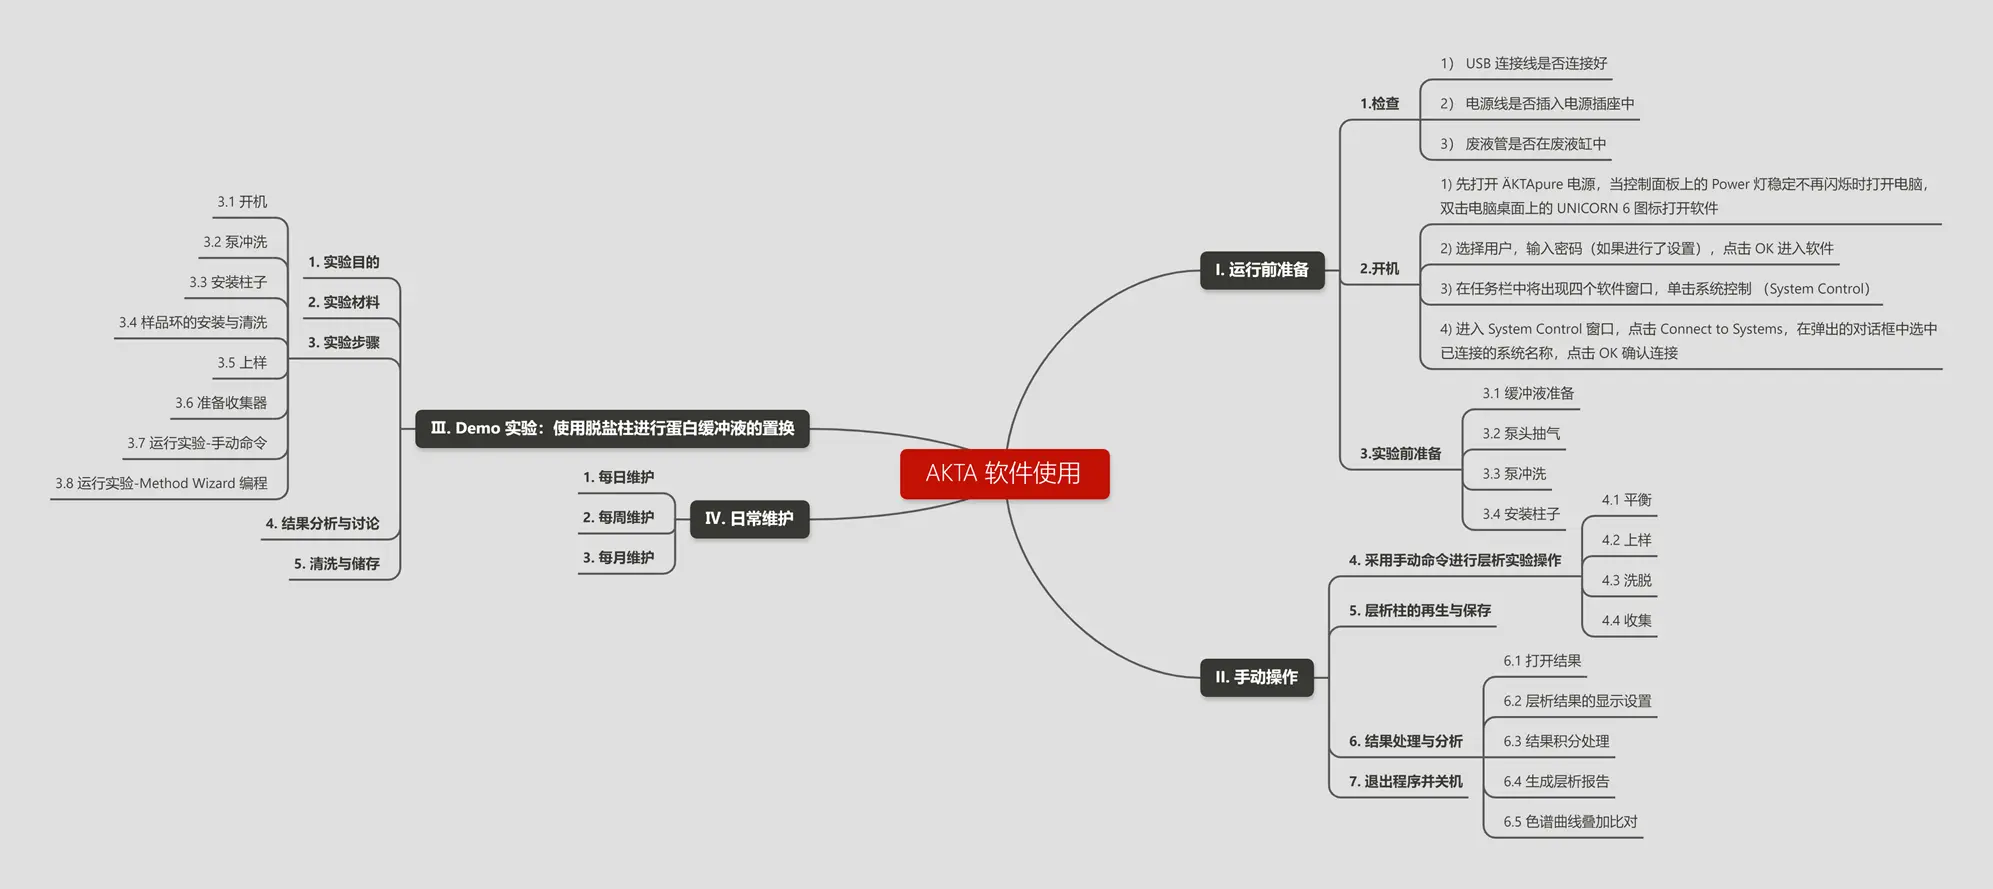 AKTA 软件使用
I. 运行前准备
1.检查
1） USB 连接线是否连接好
2） 电源线是否插入电源插座中
3） 废液管是否在废液缸中
2.开机
1) 先打开 ÄKTApure 电源，当控制面板上的 Power 灯稳定不再闪烁时打开电脑，
双击电脑桌面上的 UNICORN 6 图标打开软件
2) 选择用户，输入密码（如果进行了设置），点击 OK 进入软件
3) 在任务栏中将出现四个软件窗口，单击系统控制 （System Control）
4) 进入 System Control 窗口，点击 Connect to Systems，在弹出的对话框中选中
已连接的系统名称，点击 OK 确认连接
3.实验前准备
3.1 缓冲液准备
3.2 泵头抽气
3.3 泵冲洗
3.4 安装柱子
II. 手动操作
4. 采用手动命令进行层析实验操作
4.1 平衡
4.2 上样
4.3 洗脱
4.4 收集
5. 层析柱的再生与保存
6. 结果处理与分析
6.1 打开结果
6.2 层析结果的显示设置
6.3 结果积分处理
6.4 生成层析报告
6.5 色谱曲线叠加比对
7. 退出程序并关机
Ⅲ. Demo 实验：使用脱盐柱进行蛋白缓冲液的置换
1. 实验目的
2. 实验材料
3. 实验步骤
3.1 开机
3.2 泵冲洗
3.3 安装柱子
3.4 样品环的安装与清洗
3.5 上样
3.6 准备收集器
3.7 运行实验-手动命令
3.8 运行实验-Method Wizard 编程
4. 结果分析与讨论
5. 清洗与储存
Ⅳ. 日常维护
1. 每日维护
2. 每周维护
3. 每月维护